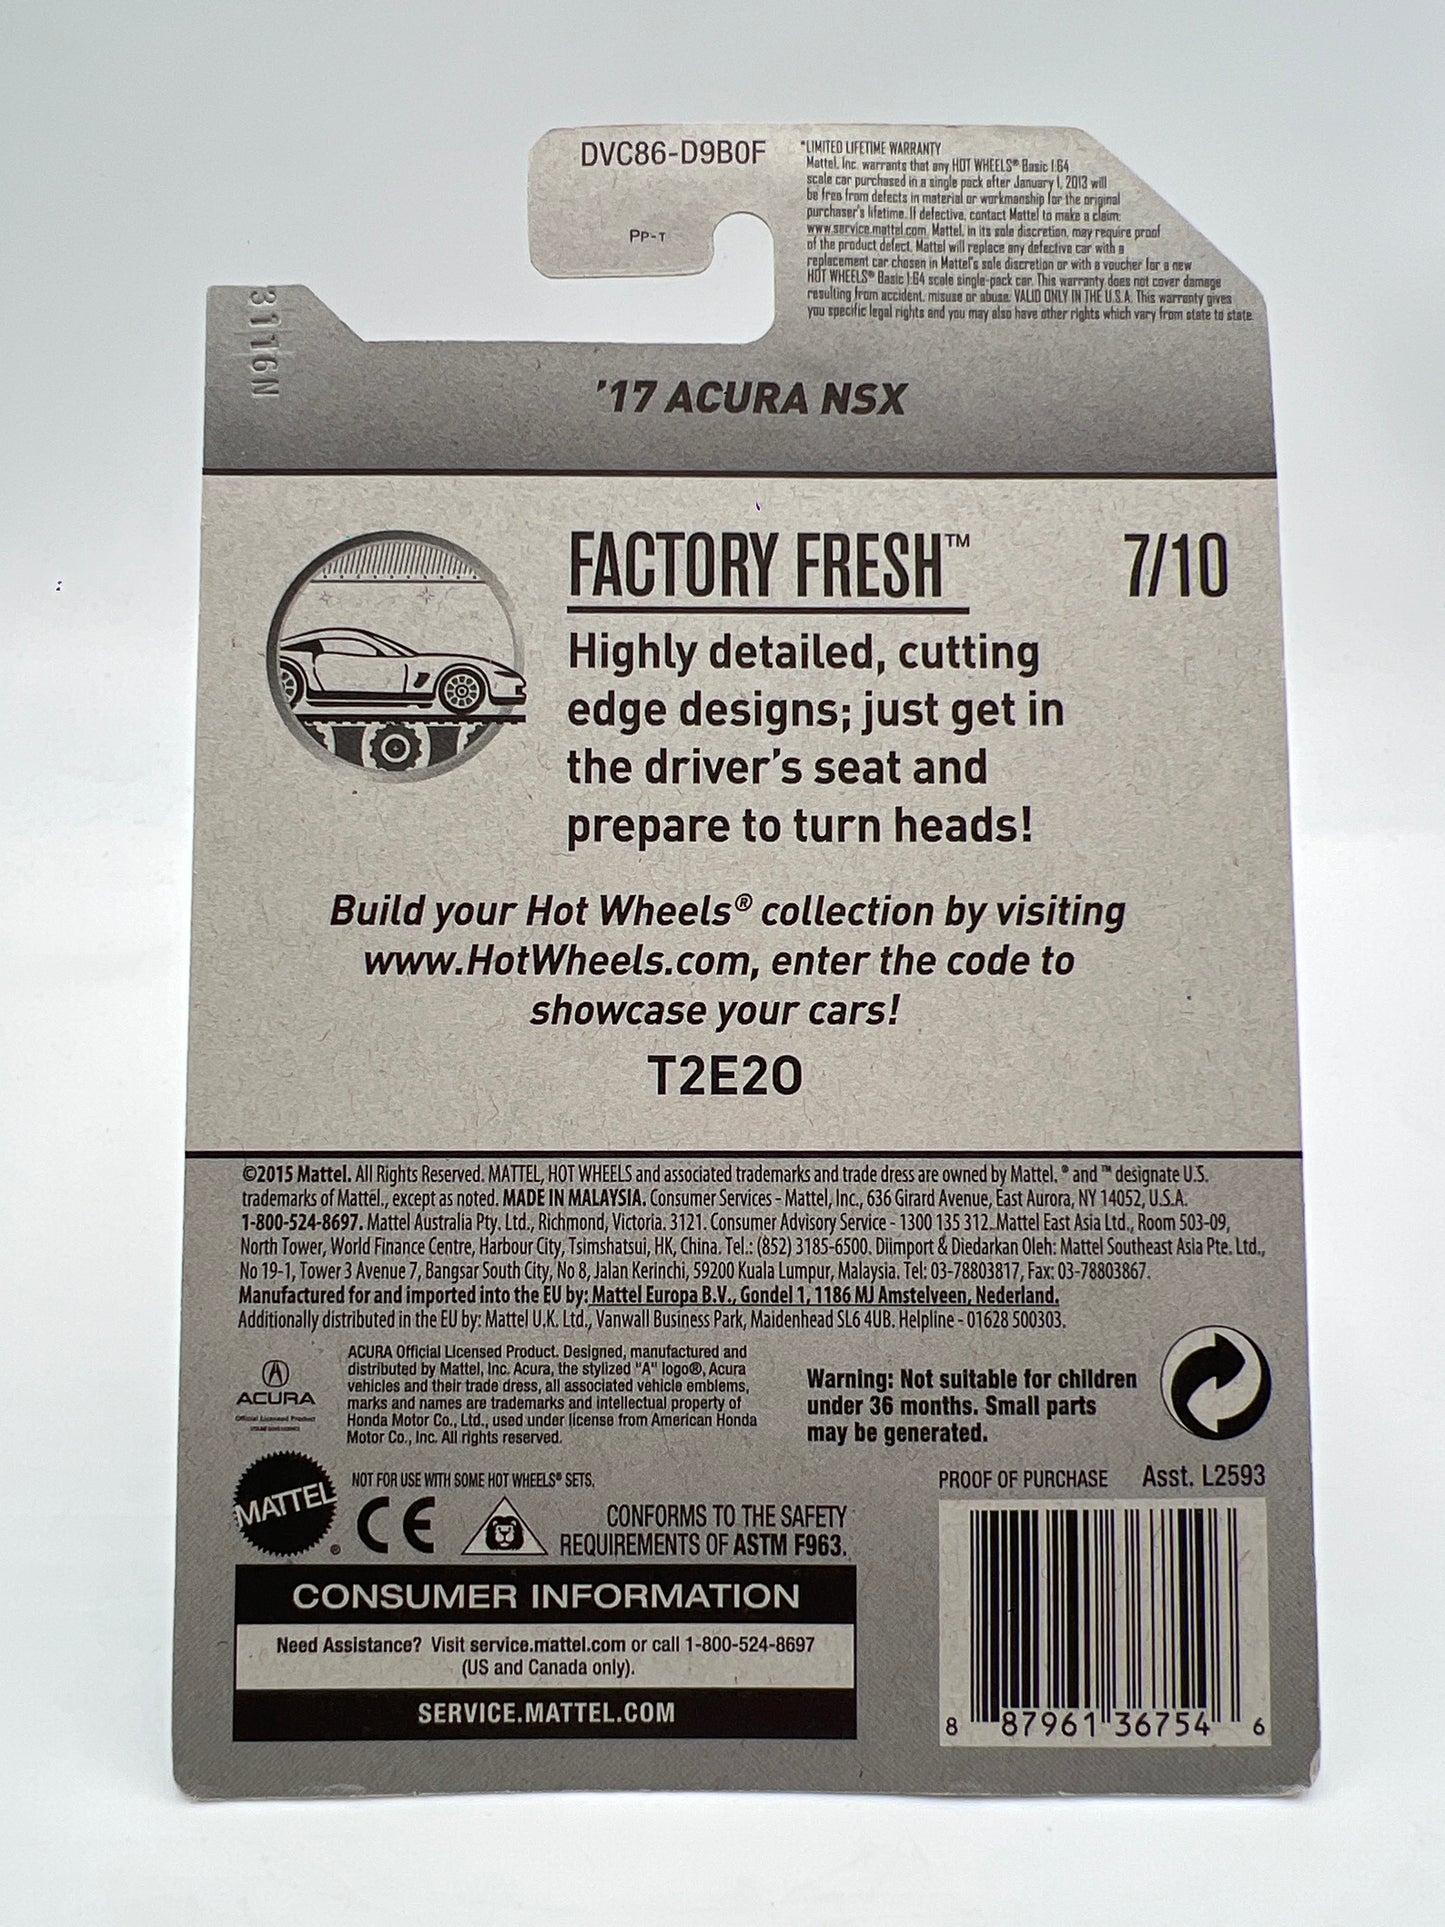 DVC86-D9B0F
PP-T
*LIMITED LIFETIME WARRANTY
Mattel, Inc. warrants that any HOT WHEELS® Basic 1:64
scale car purchased in a single pack after January 1, 2013 will
be free from defects in material or workmanship for the original
purchaser's lifetime. If defective, contact Mattel to make a claim:
www.service.mattel.com. Mattel, in its sole discretion, may require proof
of the product defect. Mattel will replace any defective car with a
replacement car chosen in Mattel's sole discretion or with a voucher for a new
HOT WHEELS® Basic 1:64 scale single-pack car. This warranty does not cover damage
resulting from accident, misuse or abuse. VALID ONLY IN THE U.S.A. This warranty gives
you specific legal rights and you may also have other rights which vary from state to state.
3116N
'17 ACURA NSX
FACTORY FRESH™ 7/10
Highly detailed, cutting
edge designs; just get in
the driver's seat and
prepare to turn heads!
Build your Hot Wheels® collection by visiting
www.HotWheels.com, enter the code to
showcase your cars!
T2E20
©2015 Mattel. All Rights Reserved. MATTEL, HOT WHEELS and associated trademarks and trade dress are owned by Mattel. ® and ™ designate U.S.
trademarks of Mattel., except as noted. MADE IN MALAYSIA. Consumer Services - Mattel, Inc., 636 Girard Avenue, East Aurora, NY 14052, U.S.A.
1-800-524-8697. Mattel Australia Pty. Ltd., Richmond, Victoria. 3121. Consumer Advisory Service - 1300 135 312. Mattel East Asia Ltd., Room 503-09,
North Tower, World Finance Centre, Harbour City, Tsimshatsui, HK, China. Tel.: (852) 3185-6500. Diimport & Diedarkan Oleh: Mattel Southeast Asia Pte. Ltd.,
No 19-1, Tower 3 Avenue 7, Bangsar South City, No 8, Jalan Kerinchi, 59200 Kuala Lumpur, Malaysia. Tel: 03-78803817, Fax: 03-78803867.
Manufactured for and imported into the EU by: Mattel Europa B.V., Gondel 1, 1186 MJ Amstelveen, Nederland.
Additionally distributed in the EU by: Mattel U.K. Ltd., Vanwall Business Park, Maidenhead SL6 4UB. Helpline - 01628 500303.
ACURA
Official Licensed Product
ACURA Official Licensed Product. Designed, manufactured and
distributed by Mattel, Inc. Acura, the stylized "A" logo®, Acura
vehicles and their trade dress, all associated vehicle emblems,
marks and names are trademarks and intellectual property of
Honda Motor Co., Ltd., used under license from American Honda
Motor Co., Inc. All rights reserved.
Warning: Not suitable for children
under 36 months. Small parts
may be generated.
MATTEL®
NOT FOR USE WITH SOME HOT WHEELS® SETS.
CE
CONFORMS TO THE SAFETY
REQUIREMENTS OF ASTM F963.
PROOF OF PURCHASE Asst. L2593
CONSUMER INFORMATION
Need Assistance? Visit service.mattel.com or call 1-800-524-8697
(US and Canada only).
SERVICE.MATTEL.COM
8 87961 36754 6